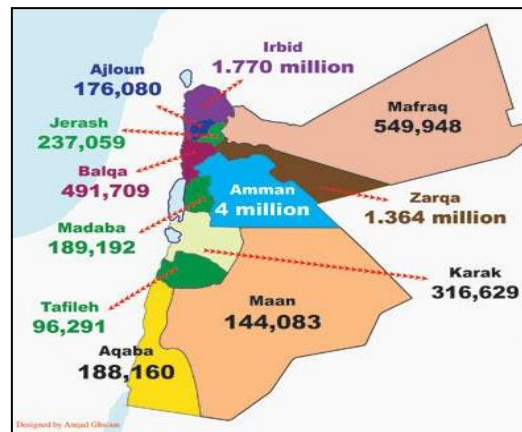 Irbid
1.770 million
Ajloun
176,080
Mafraq
549,948
Jerash
237,059
Balqa
491,709
Amman
4 million
Zarqa
1.364 million
Madaba
189,192
Karak
316,629
Tafileh
96,291
Maan
144,083
Aqaba
188,160
Designed by Amjad Ghsoun